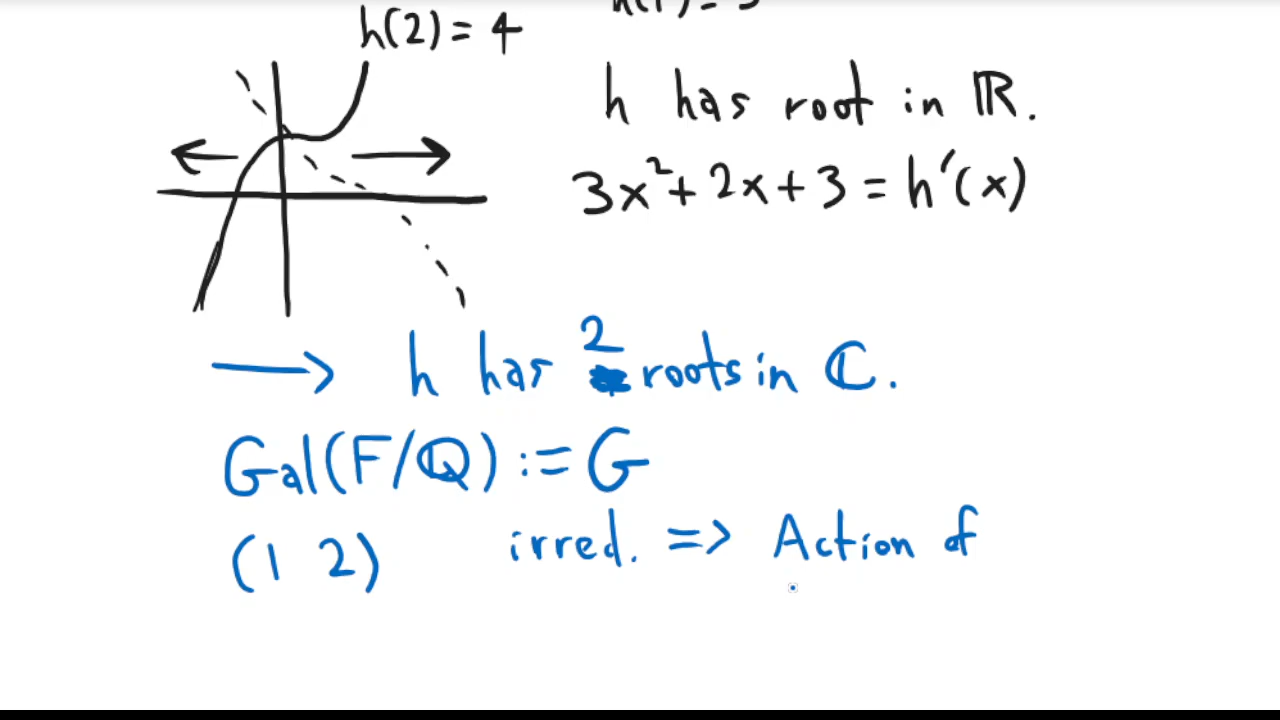 h(2) = 4
h has root in ℝ.
3x²+2x+3 = h'(x)
→ h has 2 roots in ℂ.
Gal(F/ℚ) := G
(1 2) irred. => Action of